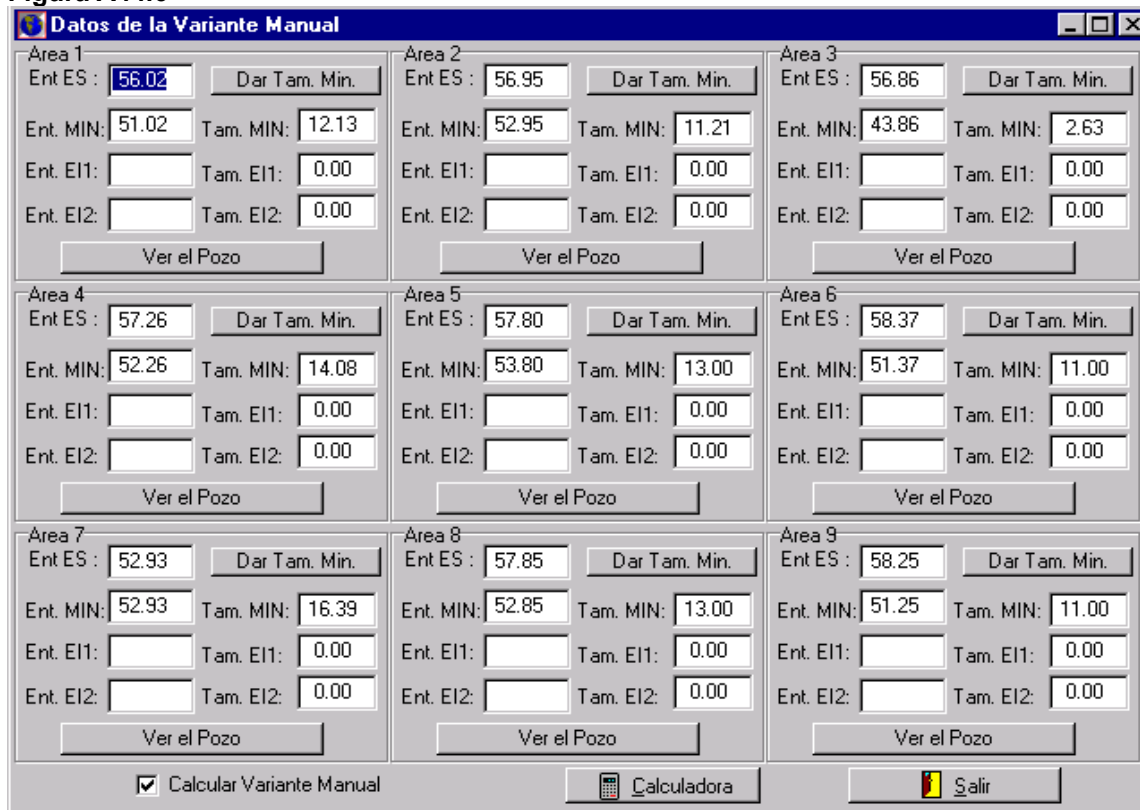 Datos de la Variante Manual
Area 1
Ent ES : 56.02 Dar Tam. Min.
Ent. MIN: 51.02 Tam. MIN: 12.13
Ent. EI1: Tam. EI1: 0.00
Ent. EI2: Tam. EI2: 0.00
Ver el Pozo
Area 2
Ent ES : 56.95 Dar Tam. Min.
Ent. MIN: 52.95 Tam. MIN: 11.21
Ent. EI1: Tam. EI1: 0.00
Ent. EI2: Tam. EI2: 0.00
Ver el Pozo
Area 3
Ent ES : 56.86 Dar Tam. Min.
Ent. MIN: 43.86 Tam. MIN: 2.63
Ent. EI1: Tam. EI1: 0.00
Ent. EI2: Tam. EI2: 0.00
Ver el Pozo
Area 4
Ent ES : 57.26 Dar Tam. Min.
Ent. MIN: 52.26 Tam. MIN: 14.08
Ent. EI1: Tam. EI1: 0.00
Ent. EI2: Tam. EI2: 0.00
Ver el Pozo
Area 5
Ent ES : 57.80 Dar Tam. Min.
Ent. MIN: 53.80 Tam. MIN: 13.00
Ent. EI1: Tam. EI1: 0.00
Ent. EI2: Tam. EI2: 0.00
Ver el Pozo
Area 6
Ent ES : 58.37 Dar Tam. Min.
Ent. MIN: 51.37 Tam. MIN: 11.00
Ent. EI1: Tam. EI1: 0.00
Ent. EI2: Tam. EI2: 0.00
Ver el Pozo
Area 7
Ent ES : 52.93 Dar Tam. Min.
Ent. MIN: 52.93 Tam. MIN: 16.39
Ent. EI1: Tam. EI1: 0.00
Ent. EI2: Tam. EI2: 0.00
Ver el Pozo
Area 8
Ent ES : 57.85 Dar Tam. Min.
Ent. MIN: 52.85 Tam. MIN: 13.00
Ent. EI1: Tam. EI1: 0.00
Ent. EI2: Tam. EI2: 0.00
Ver el Pozo
Area 9
Ent ES : 58.25 Dar Tam. Min.
Ent. MIN: 51.25 Tam. MIN: 11.00
Ent. EI1: Tam. EI1: 0.00
Ent. EI2: Tam. EI2: 0.00
Ver el Pozo
Calcular Variante Manual Calculadora Salir